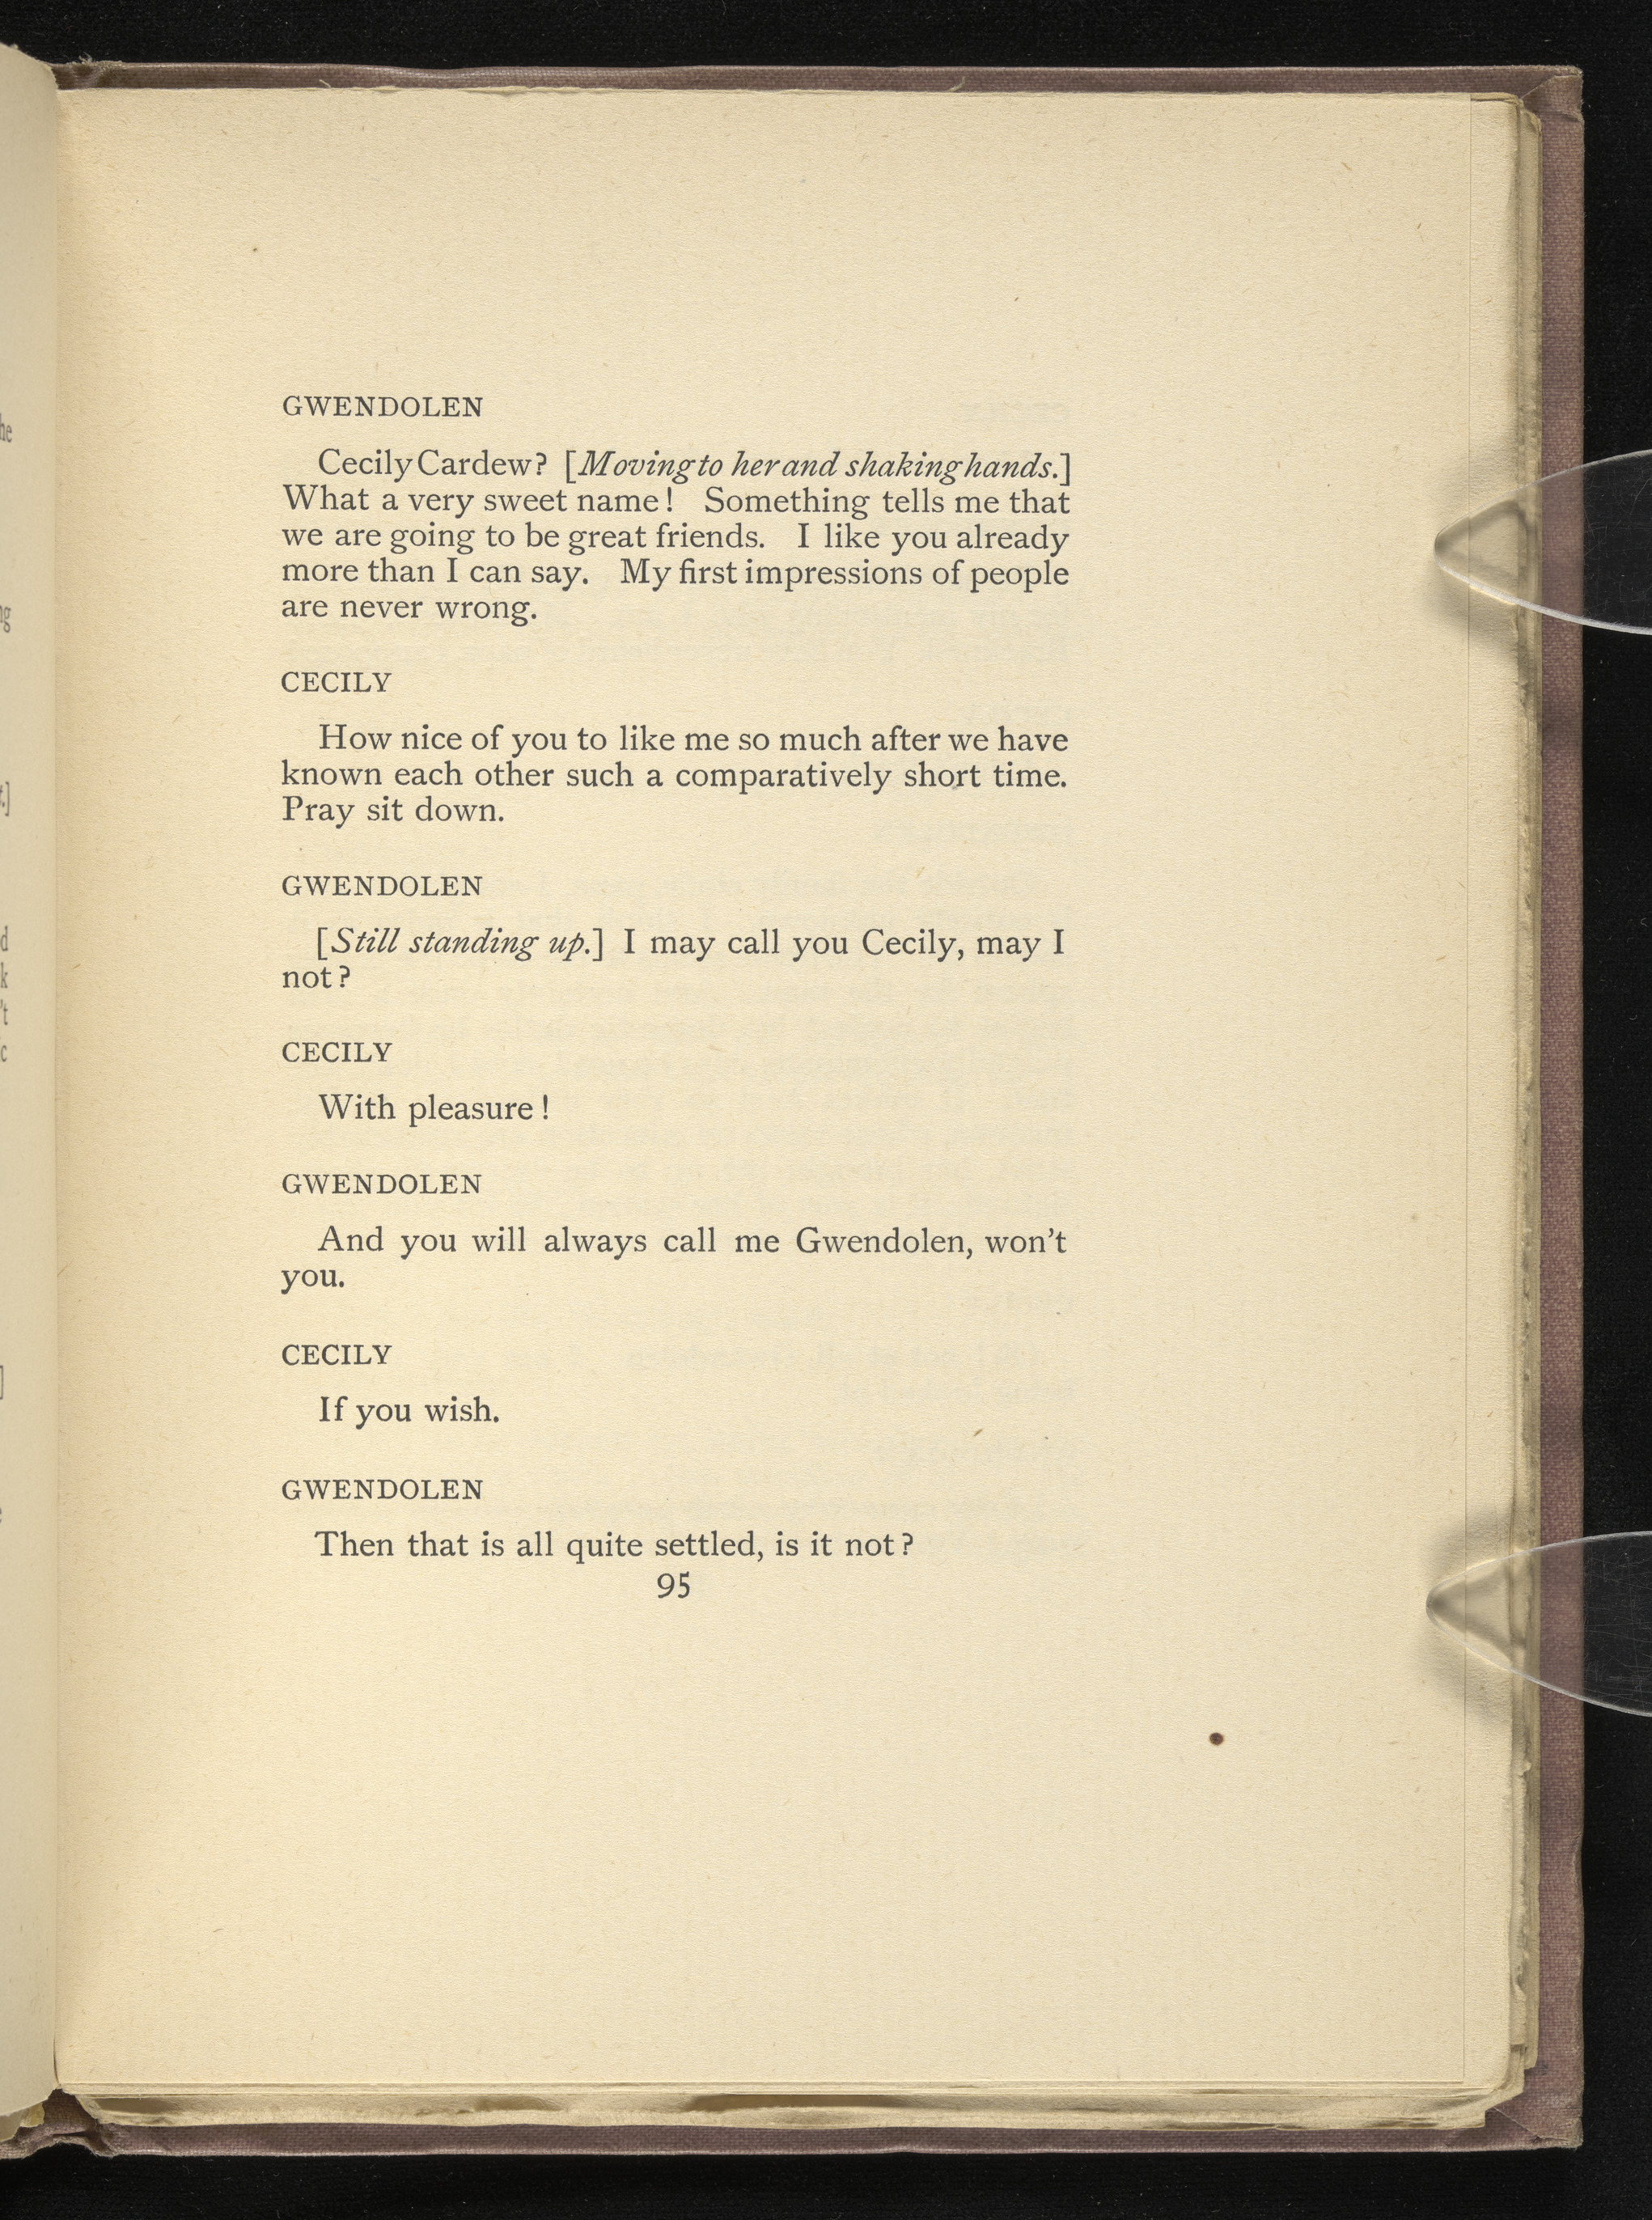 GWENDOLEN
Cecily Cardew? [Moving to her and shaking hands.]
What a very sweet name! Something tells me that
we are going to be great friends. I like you already
more than I can say. My first impressions of people
are never wrong.
CECILY
How nice of you to like me so much after we have
known each other such a comparatively short time.
Pray sit down.
GWENDOLEN
[Still standing up.] I may call you Cecily, may I
not?
CECILY
With pleasure!
GWENDOLEN
And you will always call me Gwendolen, won't
you.
CECILY
If you wish.
GWENDOLEN
Then that is all quite settled, is it not?
95